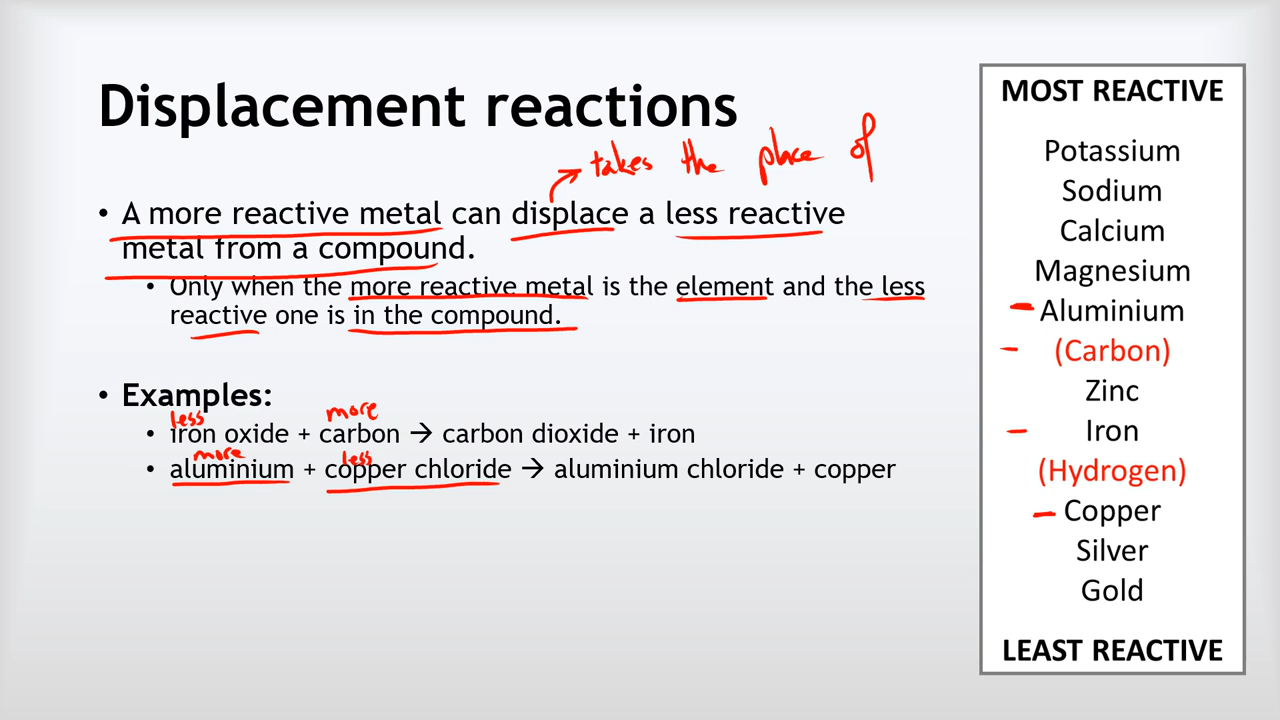 Displacement reactions
takes the place of
• A more reactive metal can displace a less reactive
metal from a compound.
• Only when the more reactive metal is the element and the less
reactive one is in the compound.
• Examples:
less more
• iron oxide + carbon → carbon dioxide + iron
more less
• aluminium + copper chloride → aluminium chloride + copper
MOST REACTIVE
Potassium
Sodium
Calcium
Magnesium
Aluminium
(Carbon)
Zinc
Iron
(Hydrogen)
Copper
Silver
Gold
LEAST REACTIVE